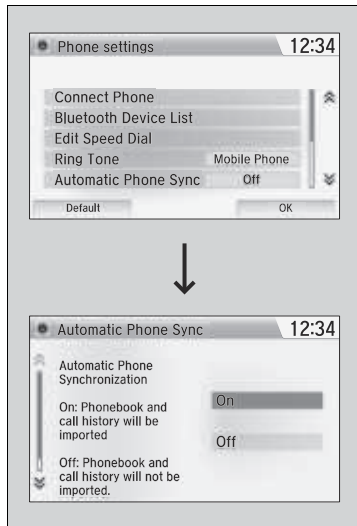 Phone settings 12:34
Connect Phone
Bluetooth Device List
Edit Speed Dial
Ring Tone Mobile Phone
Automatic Phone Sync Off
Default OK
Automatic Phone Sync 12:34
Automatic Phone
Synchronization
On: Phonebook and
call history will be
imported
Off: Phonebook and
call history will not be
imported.
On
Off